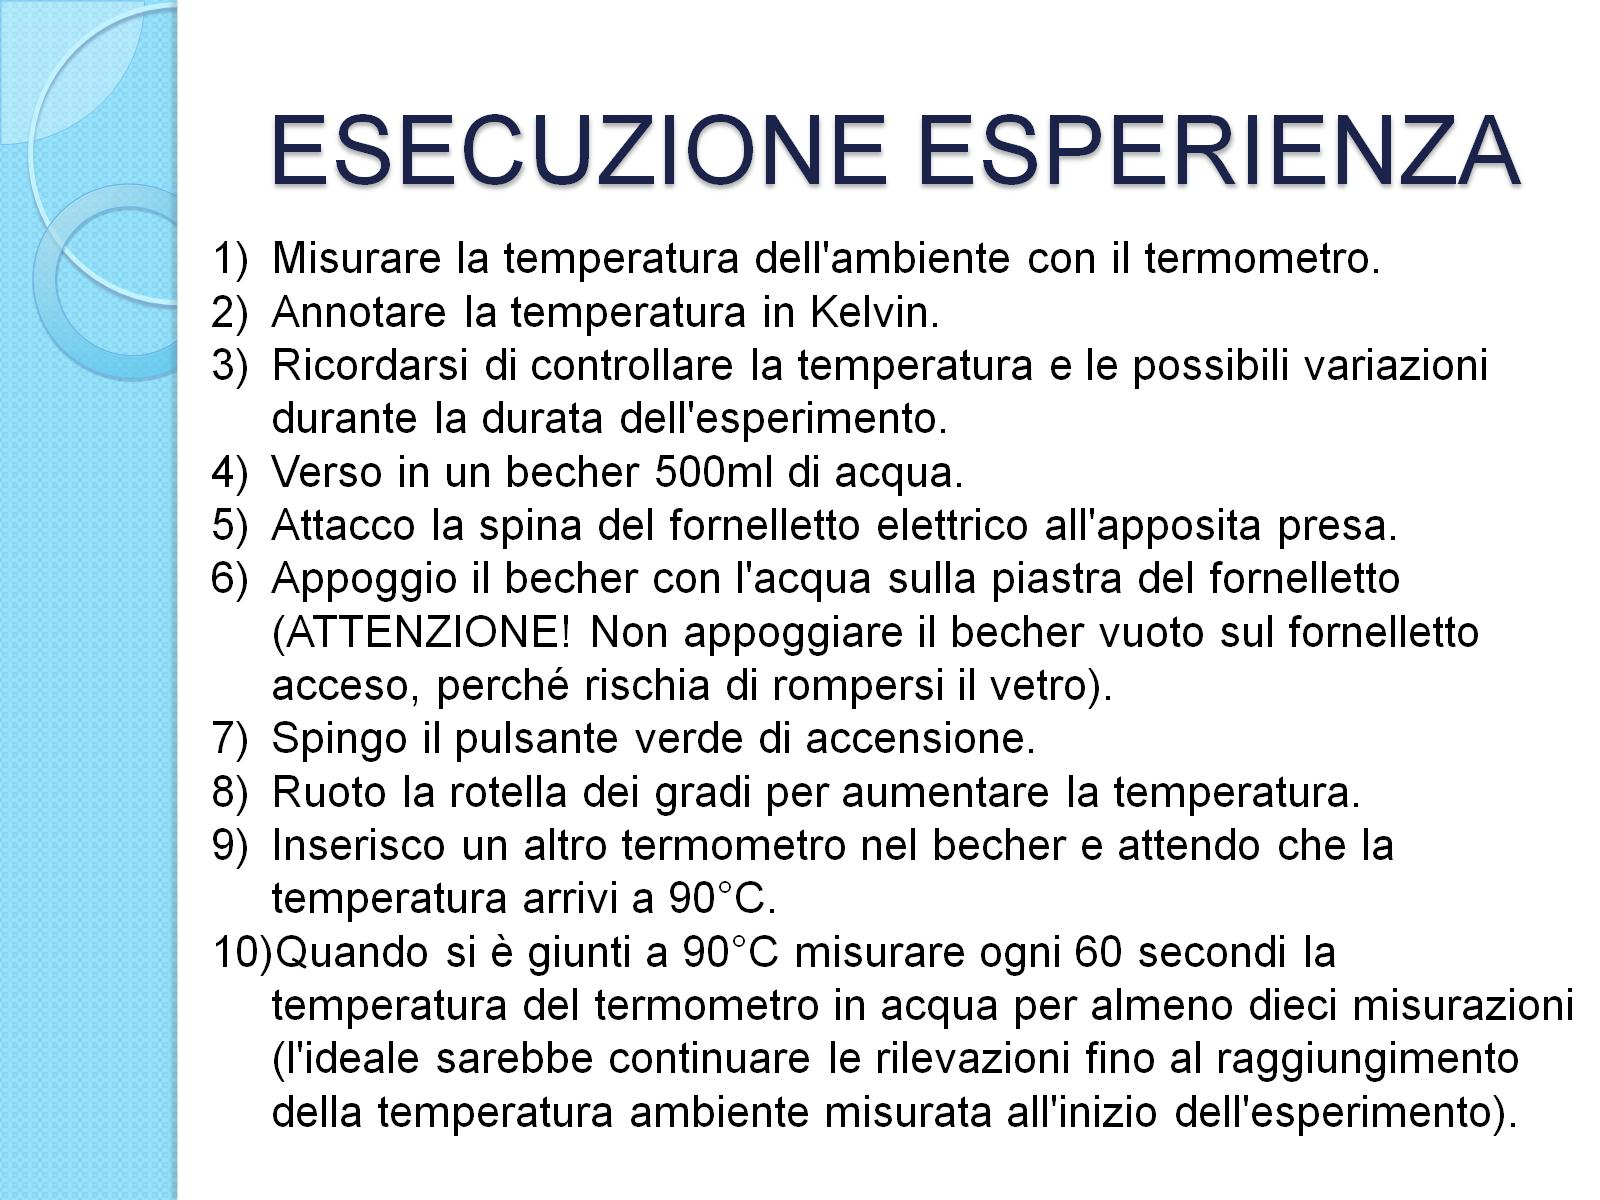 ESECUZIONE ESPERIENZA
1) Misurare la temperatura dell'ambiente con il termometro.
2) Annotare la temperatura in Kelvin.
3) Ricordarsi di controllare la temperatura e le possibili variazioni
durante la durata dell'esperimento.
4) Verso in un becher 500ml di acqua.
5) Attacco la spina del fornelletto elettrico all'apposita presa.
6) Appoggio il becher con l'acqua sulla piastra del fornelletto
(ATTENZIONE! Non appoggiare il becher vuoto sul fornelletto
acceso, perché rischia di rompersi il vetro).
7) Spingo il pulsante verde di accensione.
8) Ruoto la rotella dei gradi per aumentare la temperatura.
9) Inserisco un altro termometro nel becher e attendo che la
temperatura arrivi a 90°C.
10)Quando si è giunti a 90°C misurare ogni 60 secondi la
temperatura del termometro in acqua per almeno dieci misurazioni
(l'ideale sarebbe continuare le rilevazioni fino al raggiungimento
della temperatura ambiente misurata all'inizio dell'esperimento).